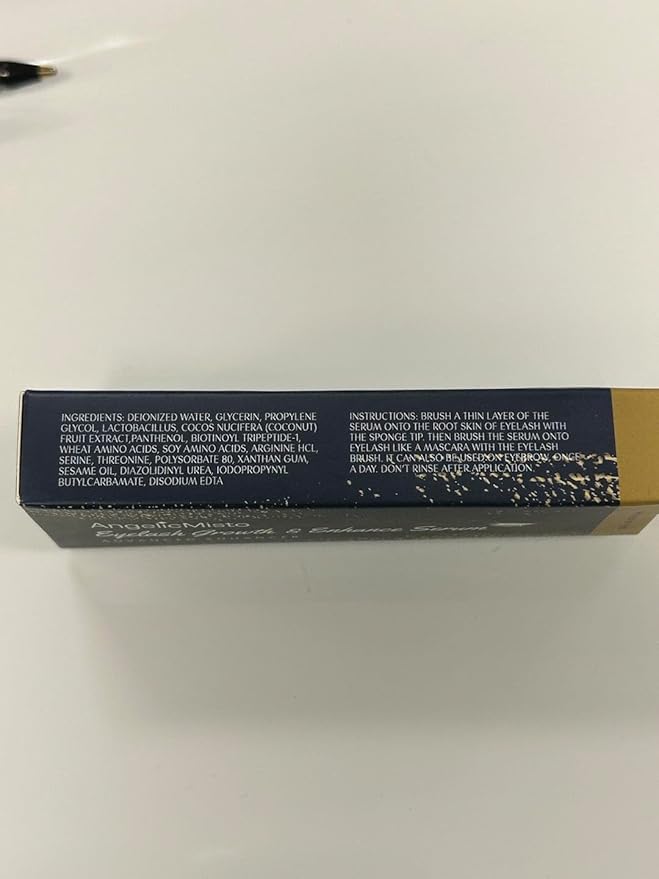 INGREDIENTS: DEIONIZED WATER, GLYCERIN, PROPYLENE
GLYCOL, LACTOBACILLUS, COCOS NUCIFERA (COCONUT)
FRUIT EXTRACT,PANTHENOL, BIOTINOYL TRIPEPTIDE-1,
WHEAT AMINO ACIDS, SOY AMINO ACIDS, ARGININE HCL,
SERINE, THREONINE, POLYSORBATE 80, XANTHAN GUM,
SESAME OIL, DIAZOLIDINYL UREA, IODOPROPYNYL
BUTYLCARBAMATE, DISODIUM EDTA
INSTRUCTIONS: BRUSH A THIN LAYER OF THE
SERUM ONTO THE ROOT SKIN OF EYELASH WITH
THE SPONGE TIP. THEN BRUSH THE SERUM ONTO
EYELASH LIKE A MASCARA WITH THE EYELASH
BRUSH. IT CAN ALSO BE USED ON EYEBROW. ONCE
A DAY. DON'T RINSE AFTER APPLICATION.
AngelicMisto
Eyelash Growth & Enhance Serum
ADVANCED ENHANCER